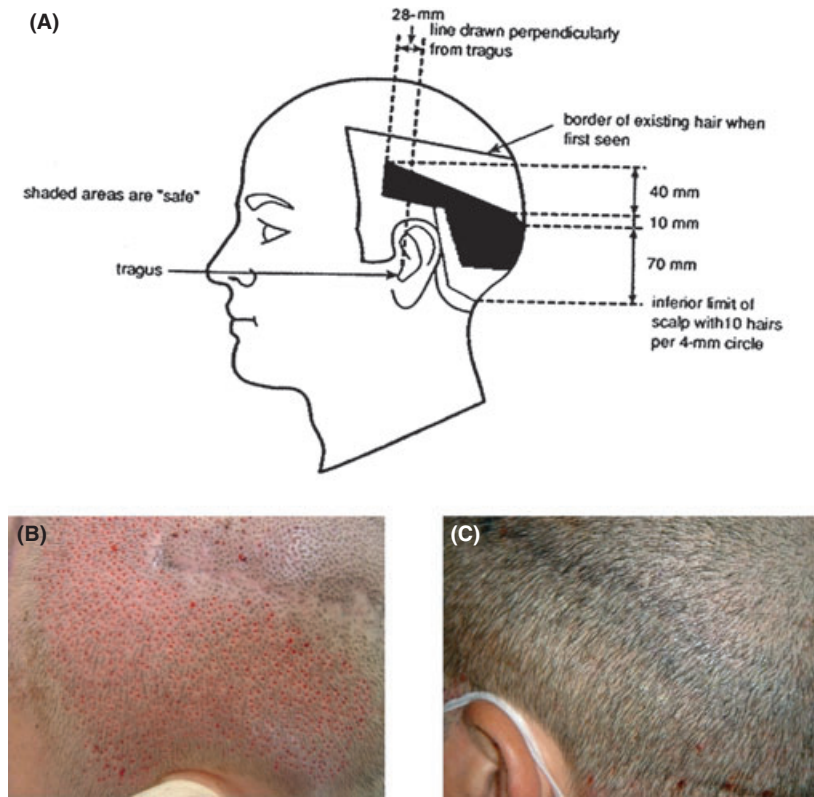 (A)
28-mm
line drawn perpendicularly
from tragus
border of existing hair when
first seen
shaded areas are "safe"
40 mm
10 mm
70 mm
tragus
inferior limit of
scalp with10 hairs
per 4-mm circle
(B)
(C)